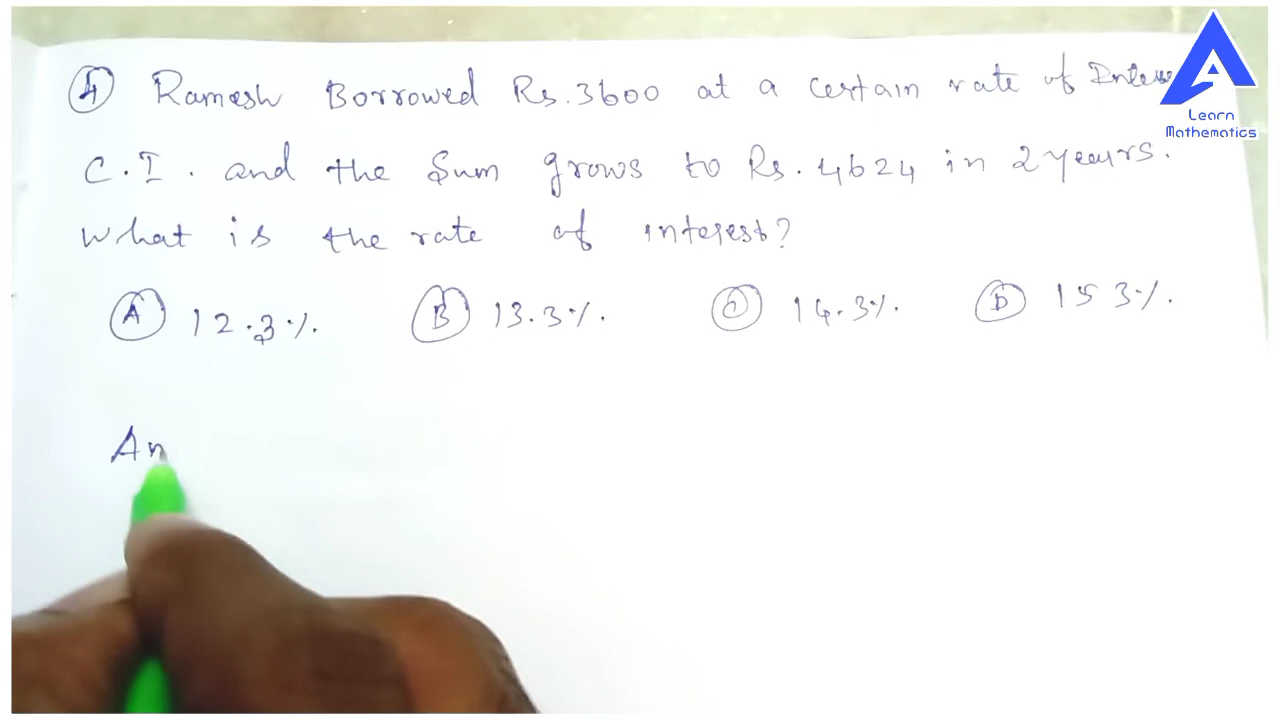 4 Ramesh Borrowed Rs.3600 at a certain rate of
C.I. and the Sum grows to Rs.4624 in 2 years.
What is the rate of interest?
A 12.3% B 13.3% C 14.3% D 15 3%
An
Learn
Mathematics